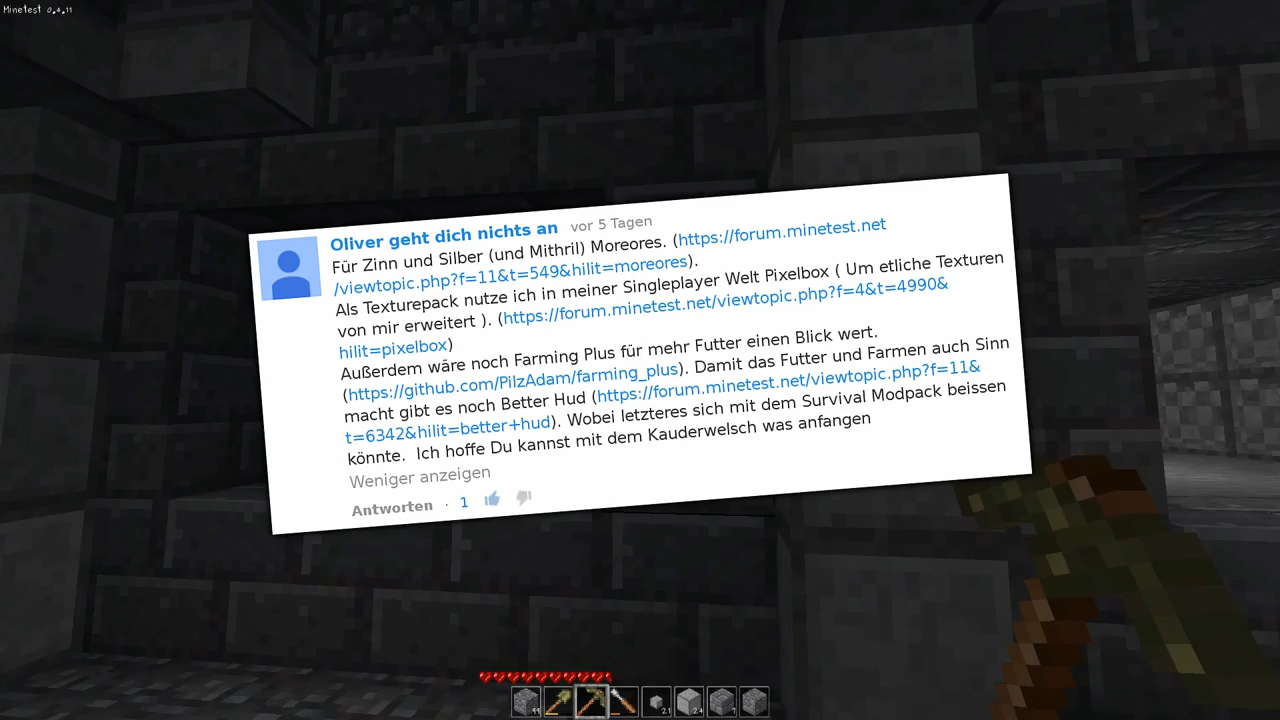 Minetest 0.4.11
Oliver geht dich nichts an vor 5 Tagen
Für Zinn und Silber (und Mithril) Moreores. (https://forum.minetest.net
/viewtopic.php?f=11&t=549&hilit=moreores).
Als Texturepack nutze ich in meiner Singleplayer Welt Pixelbox ( Um etliche Texturen
von mir erweitert ). (https://forum.minetest.net/viewtopic.php?f=4&t=4990&
hilit=pixelbox)
Außerdem wäre noch Farming Plus für mehr Futter einen Blick wert.
(https://github.com/PilzAdam/farming_plus). Damit das Futter und Farmen auch Sinn
macht gibt es noch Better Hud (https://forum.minetest.net/viewtopic.php?f=11&
t=6342&hilit=better+hud). Wobei letzteres sich mit dem Survival Modpack beissen
könnte.  Ich hoffe Du kannst mit dem Kauderwelsch was anfangen
Weniger anzeigen
Antworten · 1